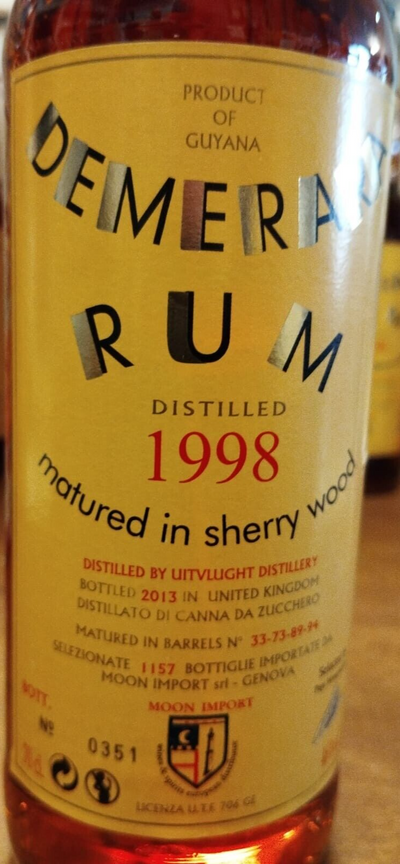 PRODUCT
OF
GUYANA
DEMERARA
RUM
DISTILLED
1998
matured in sherry wood
DISTILLED BY UITVLUGHT DISTILLERY
BOTTLED 2013 IN UNITED KINGDOM
DISTILLATO DI CANNA DA ZUCCHERO
MATURED IN BARRELS N° 33-73-89-94
SELEZIONATE 1157 BOTTIGLIE IMPORTATE DA
MOON IMPORT srl - GENOVA
MOON IMPORT
BOTT.
Nº
0351
LICENZA U.T.F. 706 GE